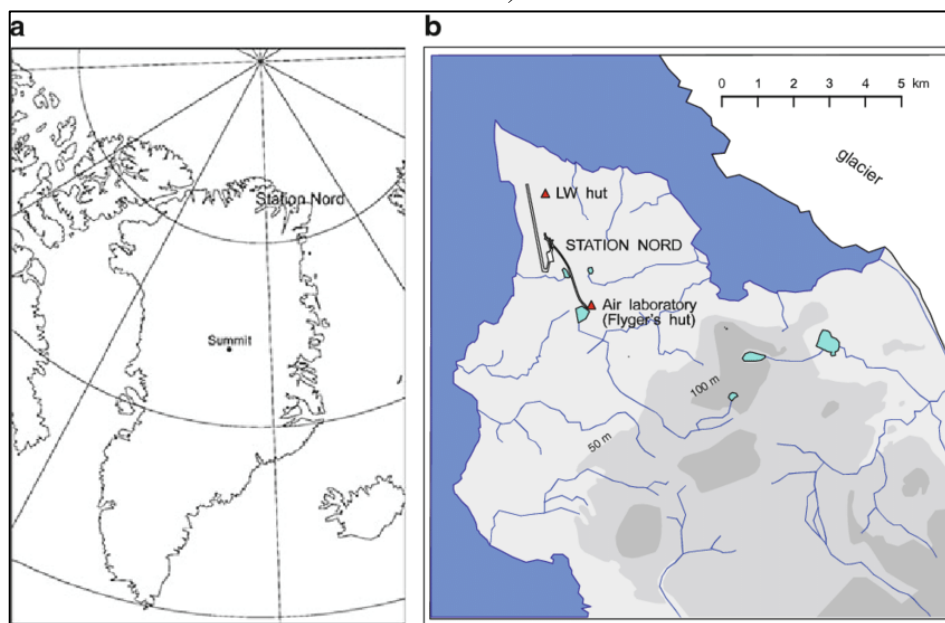 a
Station Nord
Summit
b
0 1 2 3 4 5 km
glacier
LW hut
STATION NORD
Air laboratory
(Flyger's hut)
100 m
50 m